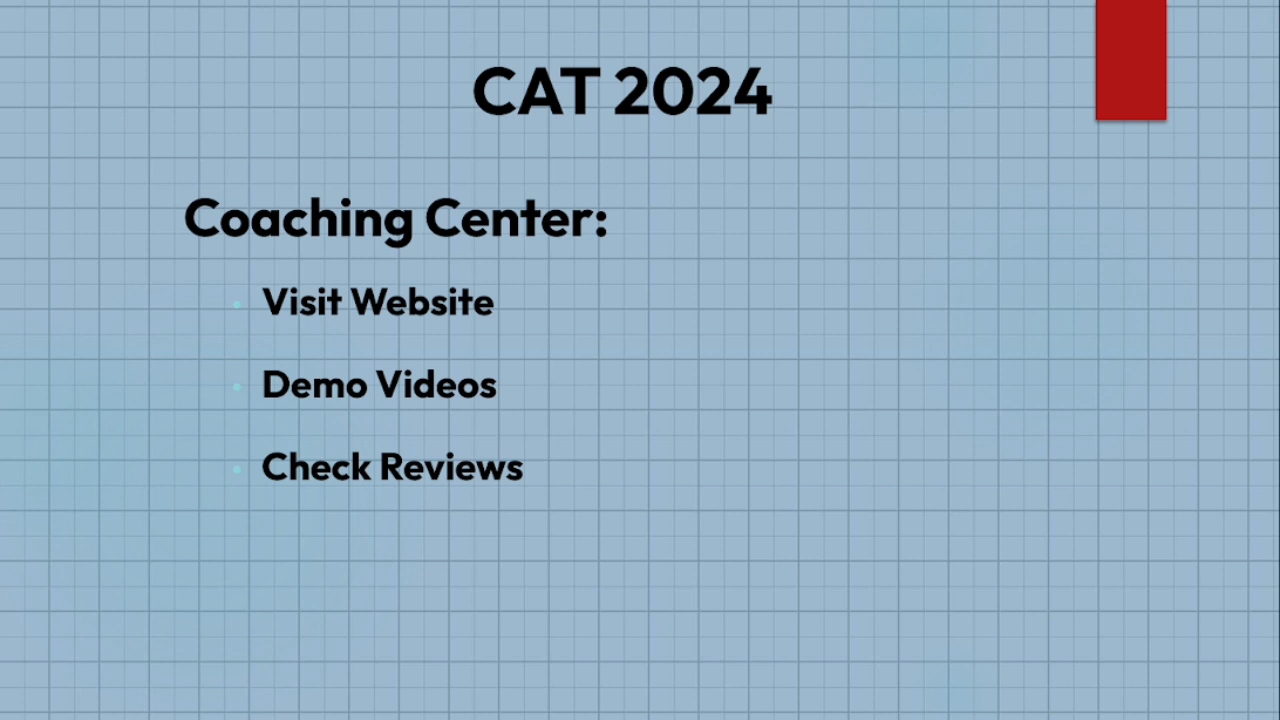 CAT 2024
Coaching Center:
Visit Website
Demo Videos
Check Reviews